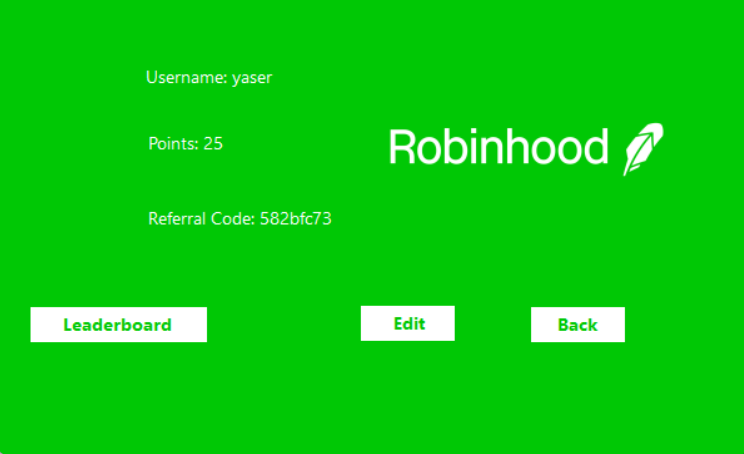 Username: yaser
Points: 25
Robinhood
Referral Code: 582bfc73
Leaderboard
Edit
Back